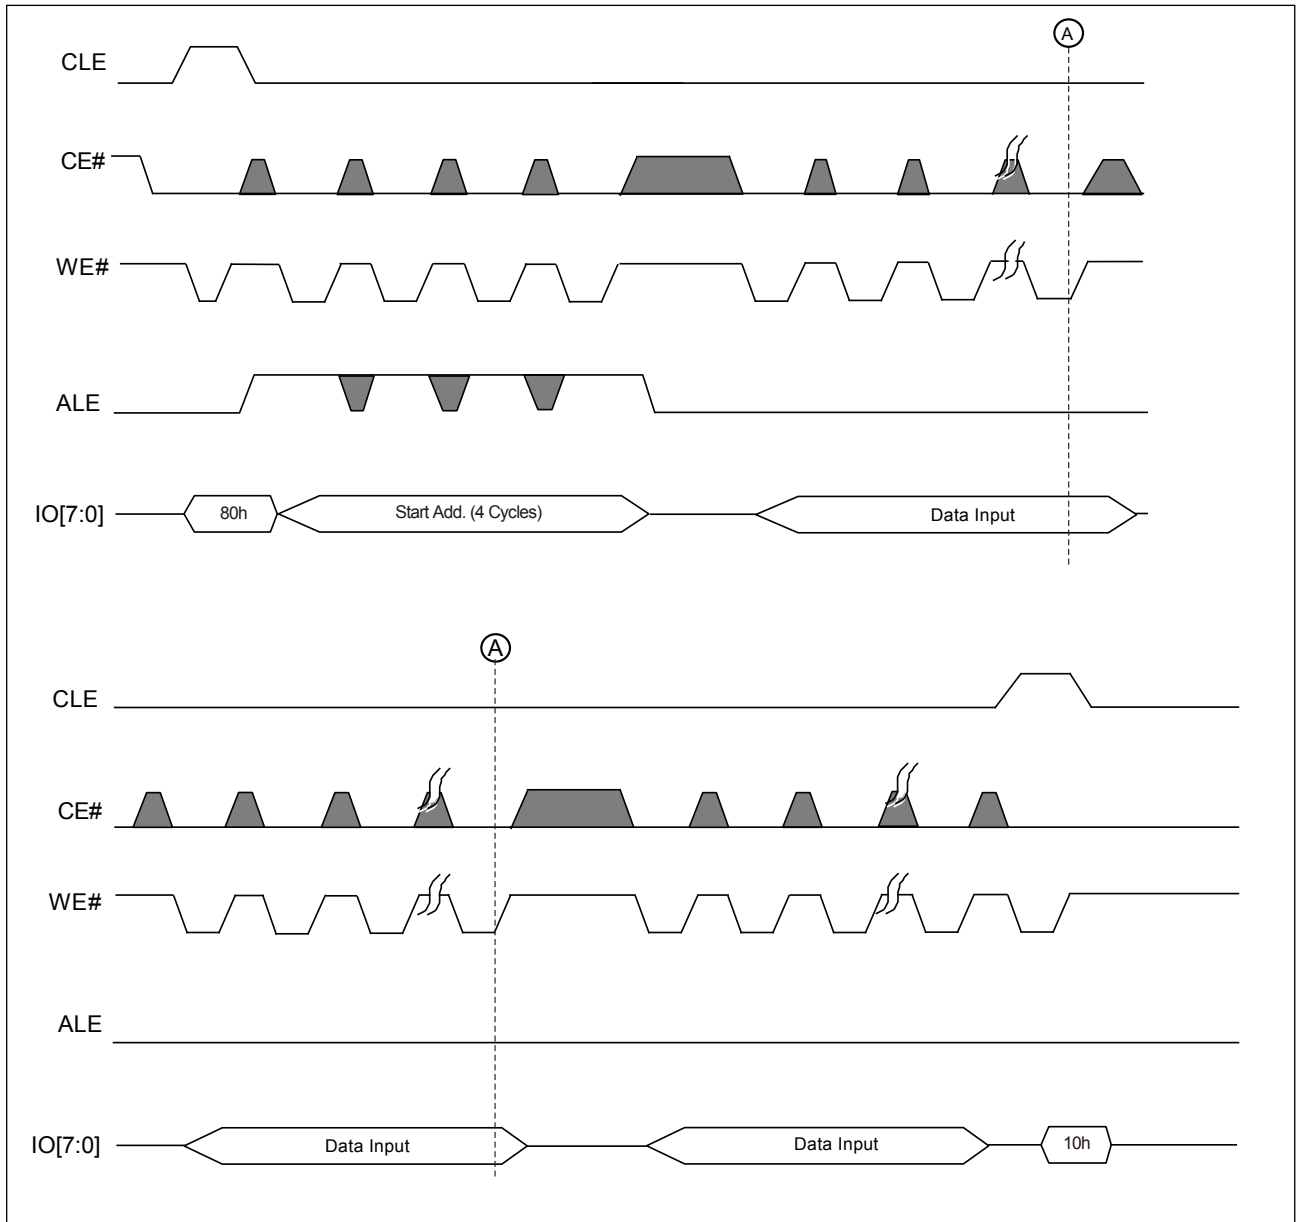 A
CLE
CE#
WE#
ALE
IO[7:0]
80h
Start Add. (4 Cycles)
Data Input
A
CLE
CE#
WE#
ALE
IO[7:0]
Data Input
Data Input
10h